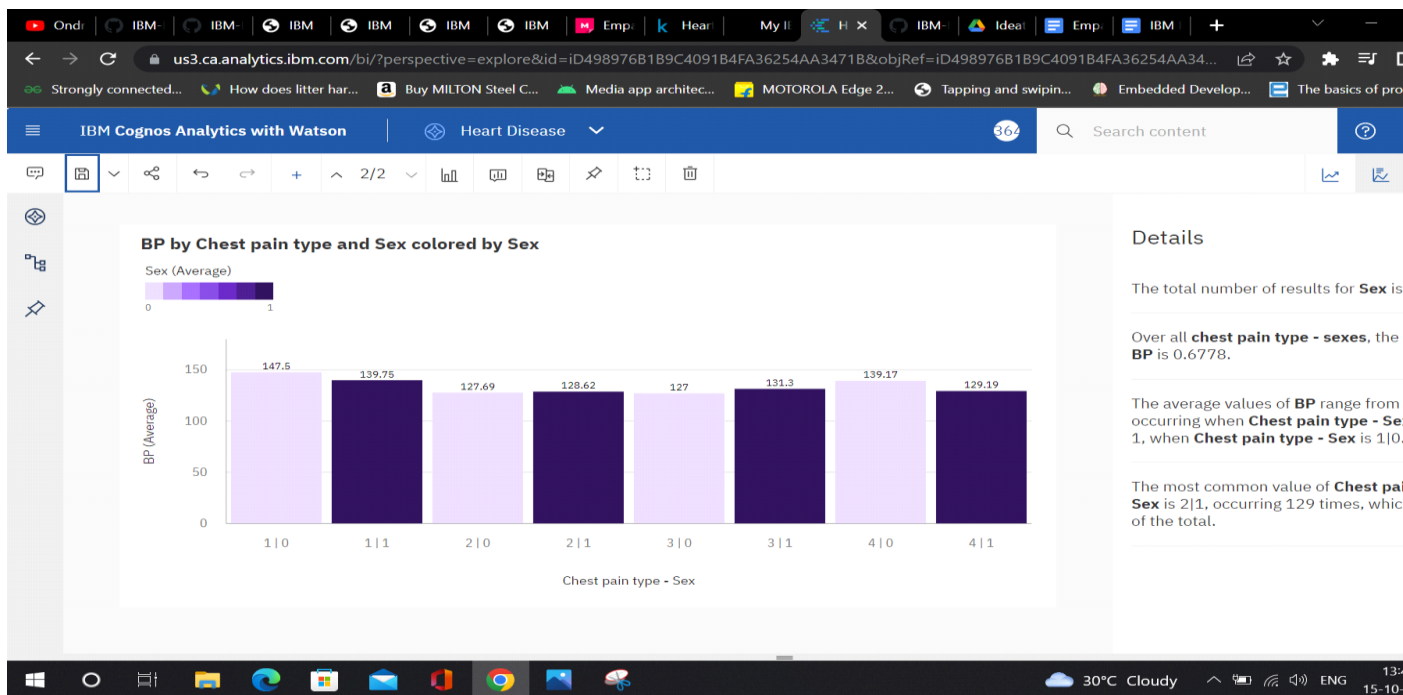 Ondr IBM- IBM- IBM IBM IBM IBM Empa Hear My IB H IBM- Ideat Emp IBM
us3.ca.analytics.ibm.com/bi/?perspective=explore&id=iD498976B1B9C4091B4FA36254AA3471B&objRef=iD498976B1B9C4091B4FA36254AA34...
Strongly connected... How does litter har... Buy MILTON Steel C... Media app architec... MOTOROLA Edge 2... Tapping and swipin... Embedded Develop... The basics of pro
IBM Cognos Analytics with Watson Heart Disease 364 Search content
2/2
BP by Chest pain type and Sex colored by Sex
Sex (Average)
0 1
BP (Average)
150
100
50
0
147.5 139.75 127.69 128.62 127 131.3 139.17 129.19
1|0 1|1 2|0 2|1 3|0 3|1 4|0 4|1
Chest pain type - Sex
Details
The total number of results for Sex is
Over all chest pain type - sexes, the
BP is 0.6778.
The average values of BP range from
occurring when Chest pain type - Se
1, when Chest pain type - Sex is 1|0.
The most common value of Chest pai
Sex is 2|1, occurring 129 times, whic
of the total.
30°C Cloudy ENG
13:4
15-10-